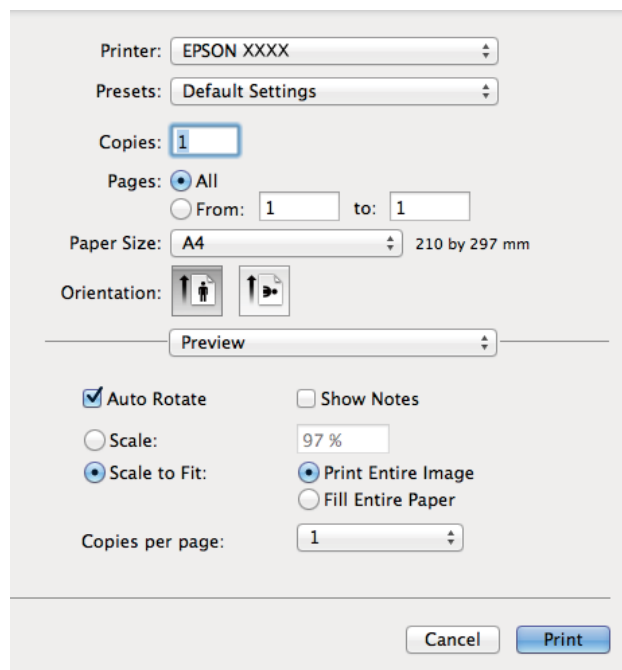 Printer: EPSON XXXX
Presets: Default Settings
Copies: 1
Pages: All
From: 1 to: 1
Paper Size: A4 210 by 297 mm
Orientation:
Preview
Auto Rotate Show Notes
Scale: 97 %
Scale to Fit: Print Entire Image
Fill Entire Paper
Copies per page: 1
Cancel Print